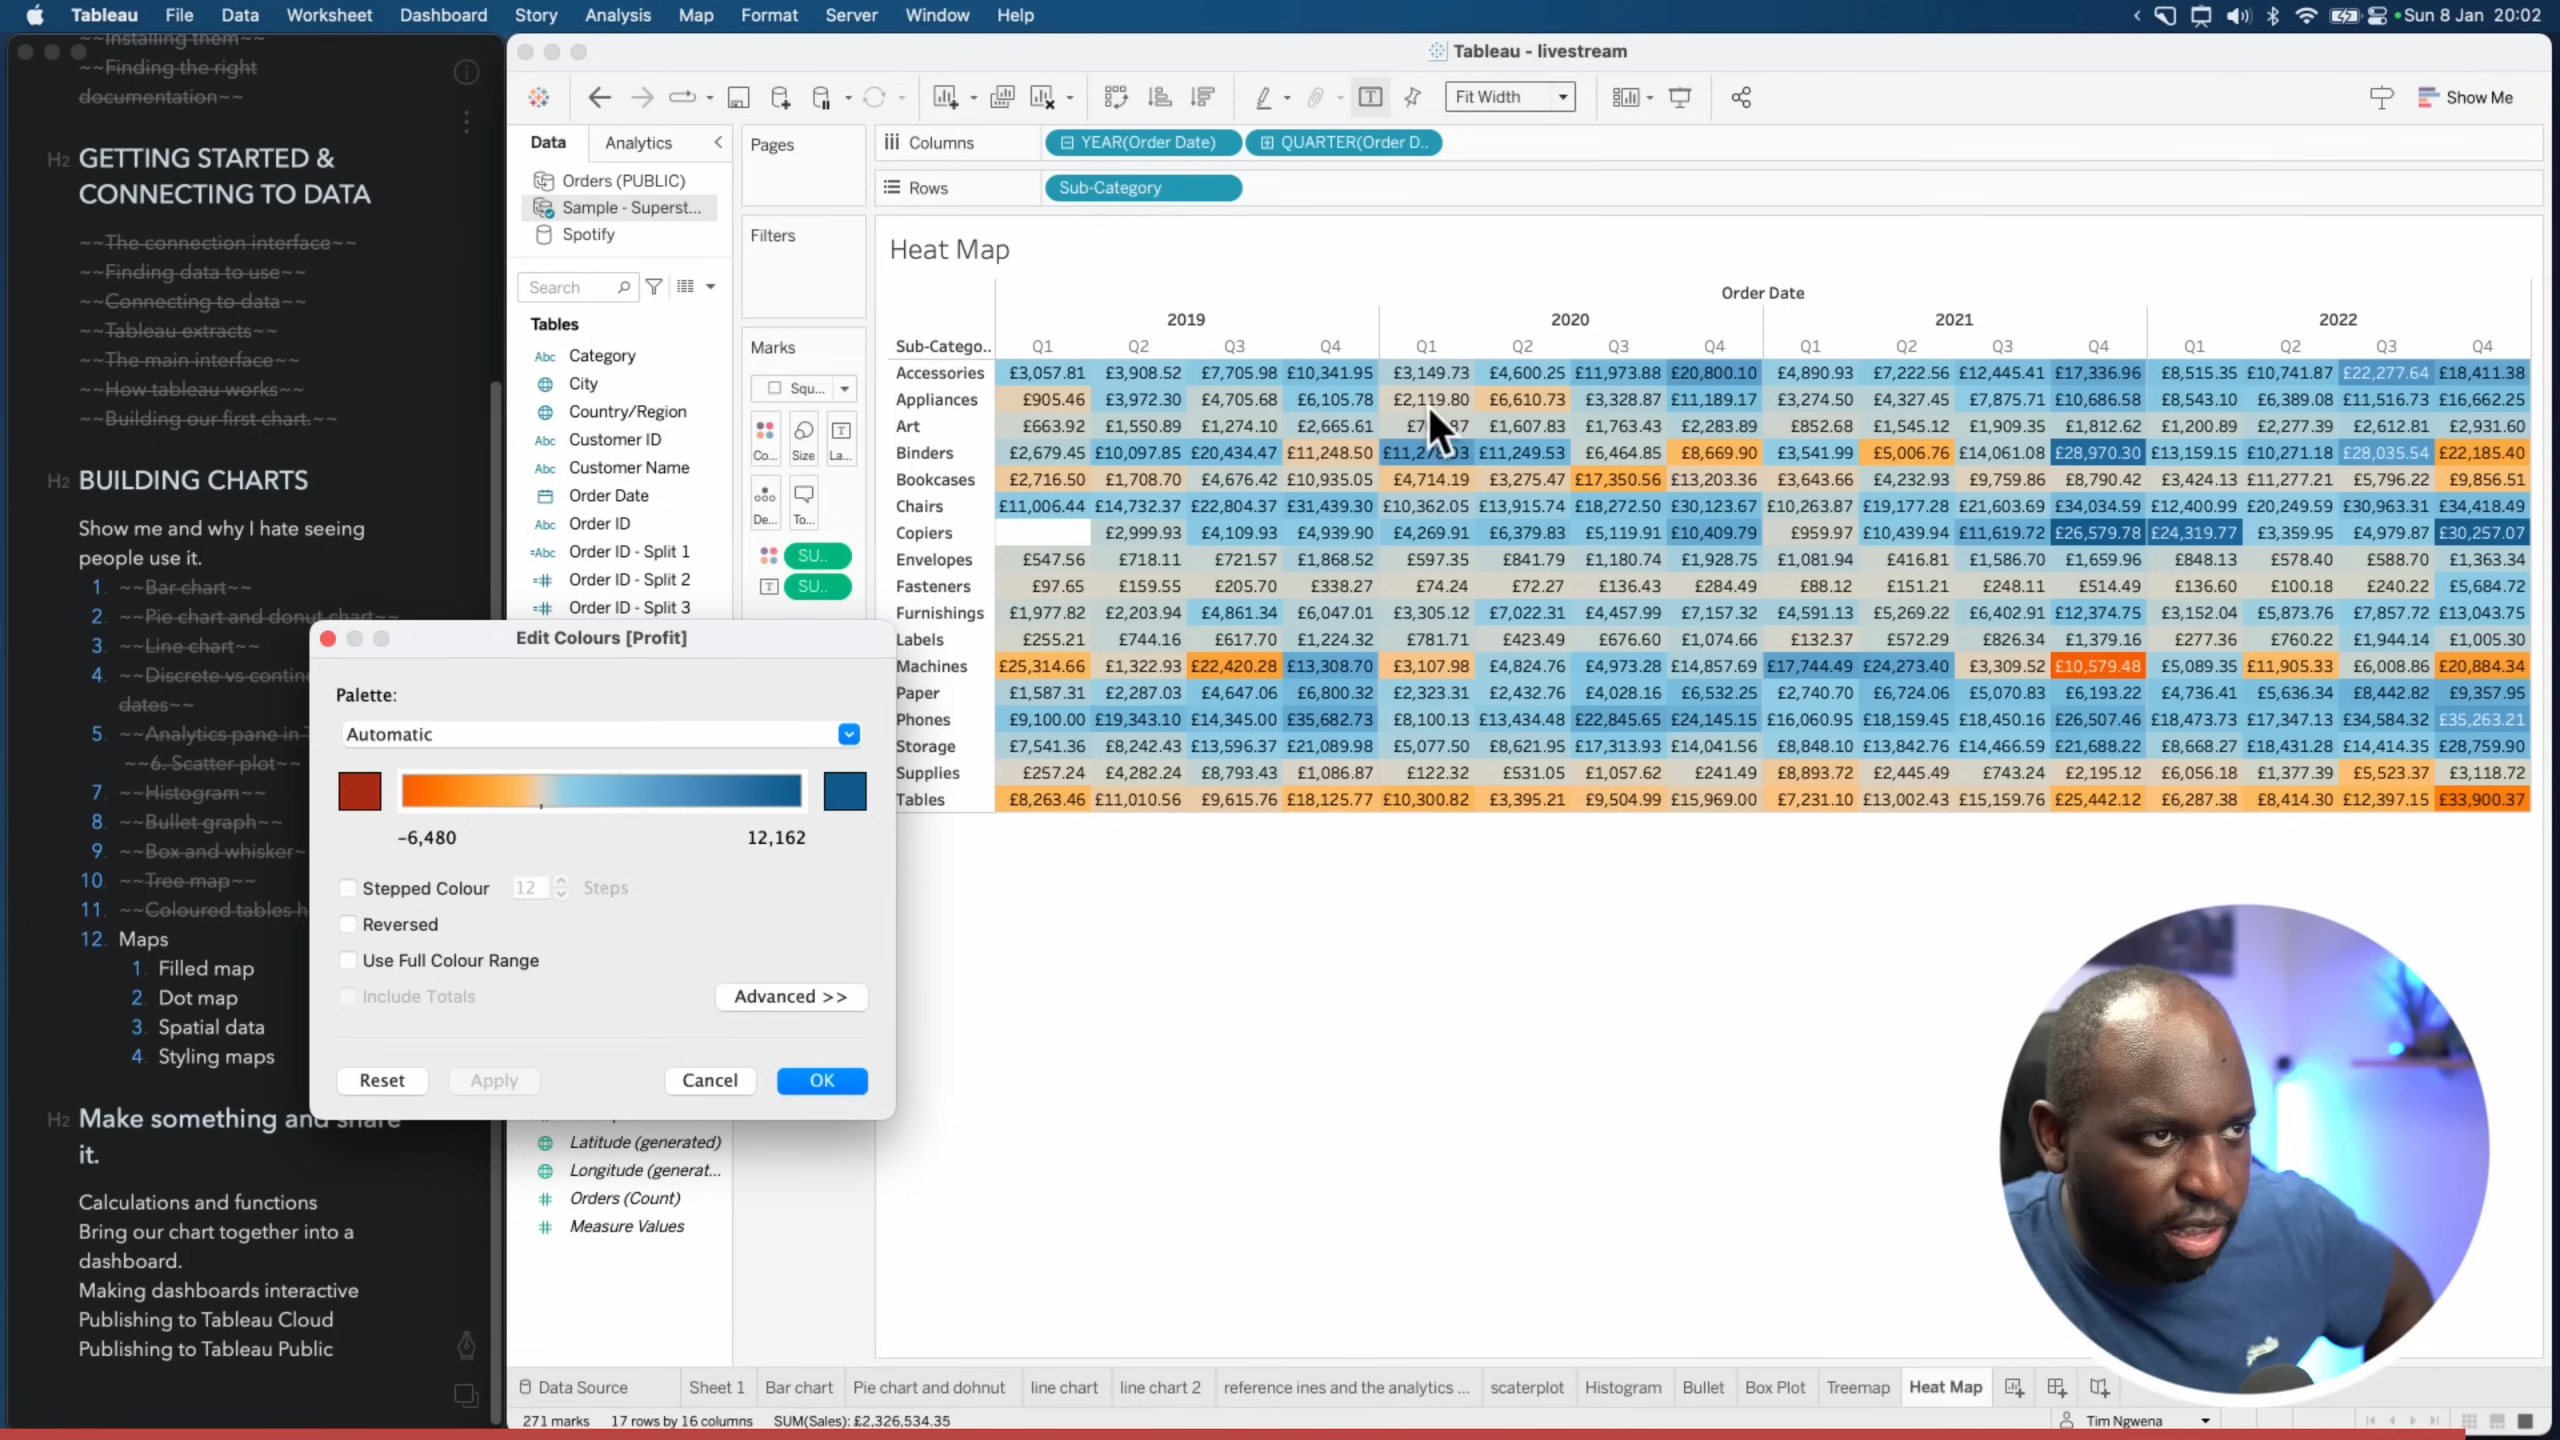 Tableau File Data Worksheet Dashboard Story Analysis Map Format Server Window Help
Sun 8 Jan 20:02
~~Installing them~~
~~Finding the right
documentation~~
H2 GETTING STARTED &
CONNECTING TO DATA
~~The connection interface~~
~~Finding data to use~~
~~Connecting to data~~
~~Tableau extracts~~
~~The main interface~~
~~How tableau works~~
~~Building our first chart.~~
H2 BUILDING CHARTS
Show me and why I hate seeing
people use it.
1. ~~Bar chart~~
2. ~~Pie chart and donut chart~~
3. ~~Line chart~~
4. ~~Discrete vs contin
dates~~
5. ~~Analytics pane in T
~~6. Scatter plot~~
7. ~~Histogram~~
8. ~~Bullet graph~~
9. ~~Box and whisker~
10. ~~Tree map~~
11. ~~Coloured tables h
12. Maps
1. Filled map
2. Dot map
3. Spatial data
4. Styling maps
H2 Make something and share
it.
Calculations and functions
Bring our chart together into a
dashboard.
Making dashboards interactive
Publishing to Tableau Cloud
Publishing to Tableau Public
Tableau - livestream
Fit Width
Show Me
Data Analytics
Orders (PUBLIC)
Sample - Superst...
Spotify
Search
Tables
Abc Category
City
Country/Region
Abc Customer ID
Abc Customer Name
Order Date
Abc Order ID
=Abc Order ID - Split 1
=# Order ID - Split 2
=# Order ID - Split 3
Latitude (generated)
Longitude (generat...
# Orders (Count)
# Measure Values
Pages
Filters
Marks
Squ...
Co... Size La...
De... To...
SU..
SU..
Columns YEAR(Order Date) QUARTER(Order D..
Rows Sub-Category
Heat Map
Order Date
2019 2020 2021 2022
Sub-Catego.. Q1 Q2 Q3 Q4 Q1 Q2 Q3 Q4 Q1 Q2 Q3 Q4 Q1 Q2 Q3 Q4
Accessories £3,057.81 £3,908.52 £7,705.98 £10,341.95 £3,149.73 £4,600.25 £11,973.88 £20,800.10 £4,890.93 £7,222.56 £12,445.41 £17,336.96 £8,515.35 £10,741.87 £22,277.64 £18,411.38
Appliances £905.46 £3,972.30 £4,705.68 £6,105.78 £2,119.80 £6,610.73 £3,328.87 £11,189.17 £3,274.50 £4,327.45 £7,875.71 £10,686.58 £8,543.10 £6,389.08 £11,516.73 £16,662.25
Art £663.92 £1,550.89 £1,274.10 £2,665.61 £1,607.83 £1,763.43 £2,283.89 £852.68 £1,545.12 £1,909.35 £1,812.62 £1,200.89 £2,277.39 £2,612.81 £2,931.60
Binders £2,679.45 £10,097.85 £20,434.47 £11,248.50 £11,249.53 £6,464.85 £8,669.90 £3,541.99 £5,006.76 £14,061.08 £28,970.30 £13,159.15 £10,271.18 £28,035.54 £22,185.40
Bookcases £2,716.50 £1,708.70 £4,676.42 £10,935.05 £4,714.19 £3,275.47 £17,350.56 £13,203.36 £3,643.66 £4,232.93 £9,759.86 £8,790.42 £3,424.13 £11,277.21 £5,796.22 £9,856.51
Chairs £11,006.44 £14,732.37 £22,804.37 £31,439.30 £10,362.05 £13,915.74 £18,272.50 £30,123.67 £10,263.87 £19,177.28 £21,603.69 £34,034.59 £12,400.99 £20,249.59 £30,963.31 £34,418.49
Copiers £2,999.93 £4,109.93 £4,939.90 £4,269.91 £6,379.83 £5,119.91 £10,409.79 £959.97 £10,439.94 £11,619.72 £26,579.78 £24,319.77 £3,359.95 £4,979.87 £30,257.07
Envelopes £547.56 £718.11 £721.57 £1,868.52 £597.35 £841.79 £1,180.74 £1,928.75 £1,081.94 £416.81 £1,586.70 £1,659.96 £848.13 £578.40 £588.70 £1,363.34
Fasteners £97.65 £159.55 £205.70 £338.27 £74.24 £72.27 £136.43 £284.49 £88.12 £151.21 £248.11 £514.49 £136.60 £100.18 £240.22 £5,684.72
Furnishings £1,977.82 £2,203.94 £4,861.34 £6,047.01 £3,305.12 £7,022.31 £4,457.99 £7,157.32 £4,591.13 £5,269.22 £6,402.91 £12,374.75 £3,152.04 £5,873.76 £7,857.72 £13,043.75
Labels £255.21 £744.16 £617.70 £1,224.32 £781.71 £423.49 £676.60 £1,074.66 £132.37 £572.29 £826.34 £1,379.16 £277.36 £760.22 £1,944.14 £1,005.30
Machines £25,314.66 £1,322.93 £22,420.28 £13,308.70 £3,107.98 £4,824.76 £4,973.28 £14,857.69 £17,744.49 £24,273.40 £3,309.52 £10,579.48 £5,089.35 £11,905.33 £6,008.86 £20,884.34
Paper £1,587.31 £2,287.03 £4,647.06 £6,800.32 £2,323.31 £2,432.76 £4,028.16 £6,532.25 £2,740.70 £6,724.06 £5,070.83 £6,193.22 £4,736.41 £5,636.34 £8,442.82 £9,357.95
Phones £9,100.00 £19,343.10 £14,345.00 £35,682.73 £8,100.13 £13,434.48 £22,845.65 £24,145.15 £16,060.95 £18,159.45 £18,450.16 £26,507.46 £18,473.73 £17,347.13 £34,584.32 £35,263.21
Storage £7,541.36 £8,242.43 £13,596.37 £21,089.98 £5,077.50 £8,621.95 £17,313.93 £14,041.56 £8,848.10 £13,842.76 £14,466.59 £21,688.22 £8,668.27 £18,431.28 £14,414.35 £28,759.90
Supplies £257.24 £4,282.24 £8,793.43 £1,086.87 £122.32 £531.05 £1,057.62 £241.49 £8,893.72 £2,445.49 £743.24 £2,195.12 £6,056.18 £1,377.39 £5,523.37 £3,118.72
Tables £8,263.46 £11,010.56 £9,615.76 £18,125.77 £10,300.82 £3,395.21 £9,504.99 £15,969.00 £7,231.10 £13,002.43 £15,159.76 £25,442.12 £6,287.38 £8,414.30 £12,397.15 £33,900.37
Edit Colours [Profit]
Palette:
Automatic
-6,480 12,162
Stepped Colour 12 Steps
Reversed
Use Full Colour Range
Include Totals
Advanced >>
Reset Apply Cancel OK
Data Source Sheet 1 Bar chart Pie chart and dohnut line chart line chart 2 reference ines and the analytics ... scaterplot Histogram Bullet Box Plot Treemap Heat Map
271 marks 17 rows by 16 columns SUM(Sales): £2,326,534.35
Tim Ngwena